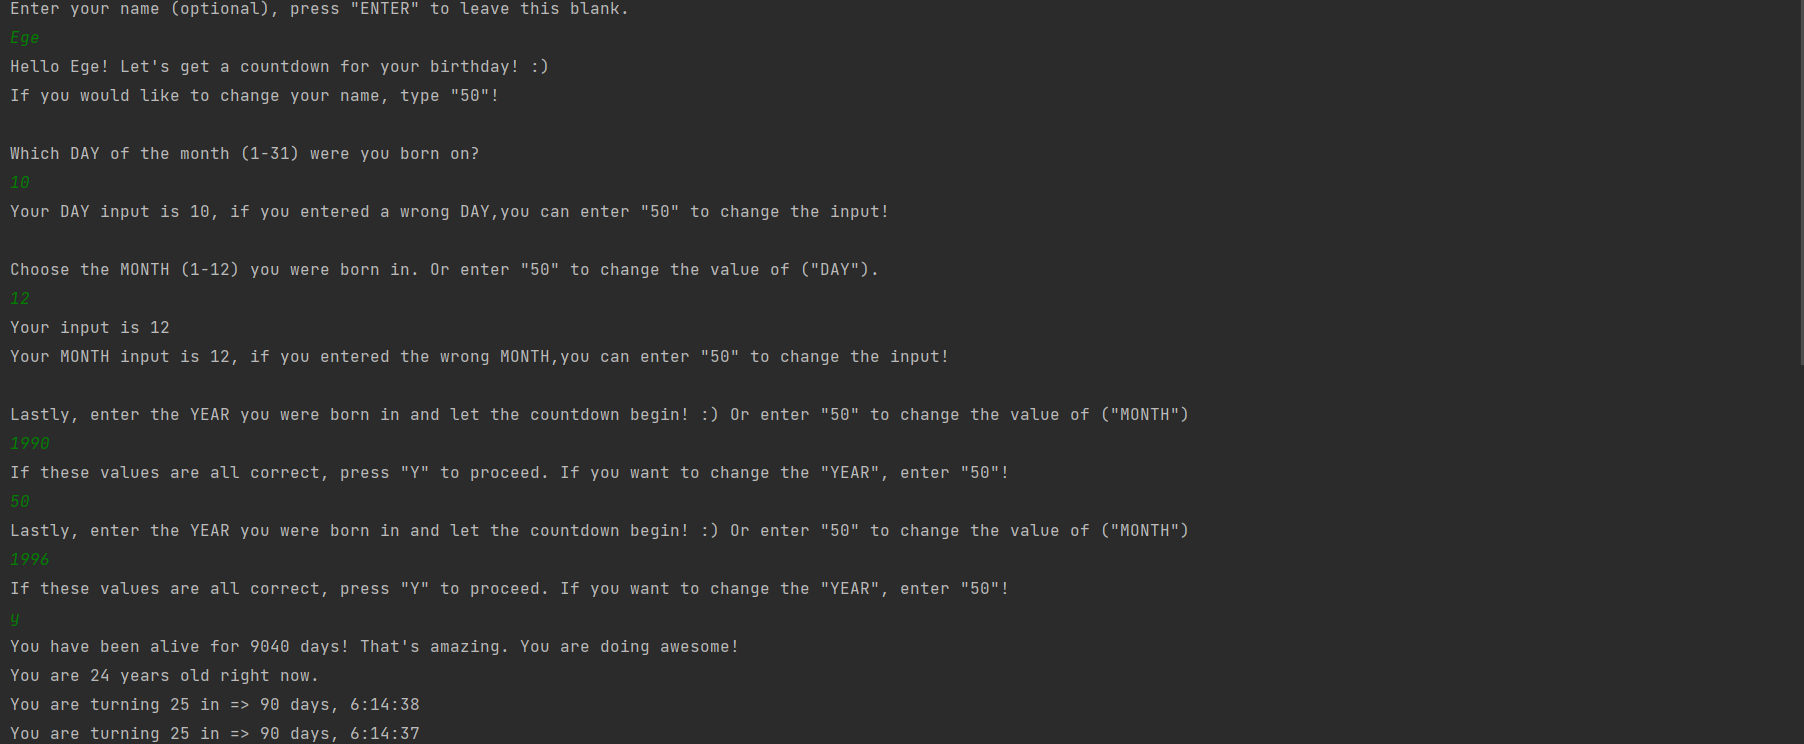 Enter your name (optional), press "ENTER" to leave this blank.
Ege
Hello Ege! Let's get a countdown for your birthday! :)
If you would like to change your name, type "50"!
Which DAY of the month (1-31) were you born on?
10
Your DAY input is 10, if you entered a wrong DAY,you can enter "50" to change the input!
Choose the MONTH (1-12) you were born in. Or enter "50" to change the value of ("DAY").
12
Your input is 12
Your MONTH input is 12, if you entered the wrong MONTH,you can enter "50" to change the input!
Lastly, enter the YEAR you were born in and let the countdown begin! :) Or enter "50" to change the value of ("MONTH")
1990
If these values are all correct, press "Y" to proceed. If you want to change the "YEAR", enter "50"!
50
Lastly, enter the YEAR you were born in and let the countdown begin! :) Or enter "50" to change the value of ("MONTH")
1996
If these values are all correct, press "Y" to proceed. If you want to change the "YEAR", enter "50"!
y
You have been alive for 9040 days! That's amazing. You are doing awesome!
You are 24 years old right now.
You are turning 25 in => 90 days, 6:14:38
You are turning 25 in => 90 days, 6:14:37